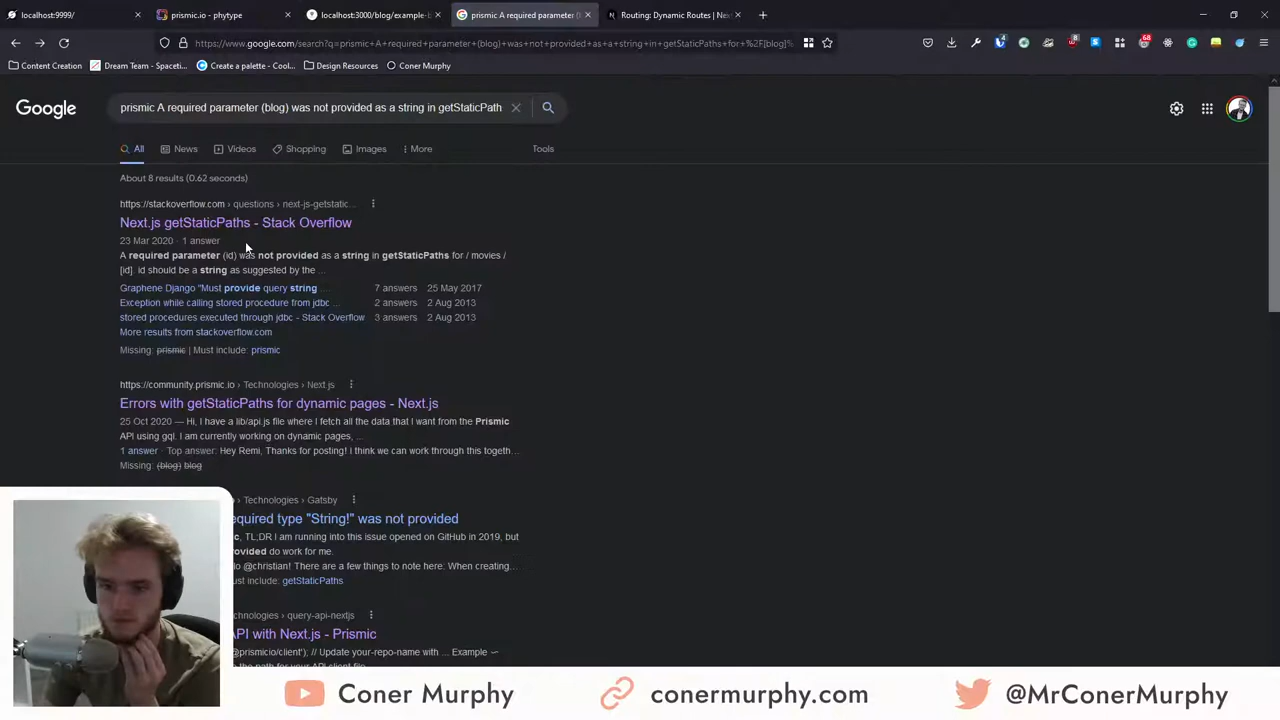 localhost:9999/
prismic.io - phytype
localhost:3000/blog/example-b
prismic A required parameter (
Routing: Dynamic Routes | Next
https://www.google.com/search?q=prismic+A+required+parameter+(blog)+was+not+provided+as+a+string+in+getStaticPaths+for+%2F[blog]%
Content Creation
Dream Team - Spaceti...
Create a palette - Cool...
Design Resources
Coner Murphy
Google
prismic A required parameter (blog) was not provided as a string in getStaticPath
All
News
Videos
Shopping
Images
More
Tools
About 8 results (0.62 seconds)
https://stackoverflow.com › questions › next-js-getstatic...
Next.js getStaticPaths - Stack Overflow
23 Mar 2020 · 1 answer
A required parameter (id) was not provided as a string in getStaticPaths for / movies /
[id]. id should be a string as suggested by the ...
Graphene Django "Must provide query string ... 7 answers 25 May 2017
Exception while calling stored procedure from jdbc ... 2 answers 2 Aug 2013
stored procedures executed through jdbc - Stack Overflow 3 answers 2 Aug 2013
More results from stackoverflow.com
Missing: prismic | Must include: prismic
https://community.prismic.io › Technologies › Next.js
Errors with getStaticPaths for dynamic pages - Next.js
25 Oct 2020 — Hi, I have a lib/api.js file where I fetch all the data that I want from the Prismic
API using gql. I am currently working on dynamic pages, ...
1 answer · Top answer: Hey Remi, Thanks for posting! I think we can work through this togeth...
Missing: (blog) blog
› Technologies › Gatsby
equired type "String!" was not provided
c, TL;DR I am running into this issue opened on GitHub in 2019, but
ovided do work for me.
lo @christian! There are a few things to note here: When creating...
ust include: getStaticPaths
chnologies › query-api-nextjs
API with Next.js - Prismic
@prismicio/client'); // Update your-repo-name with ... Example –
Coner Murphy
conermurphy.com
@MrConerMurphy